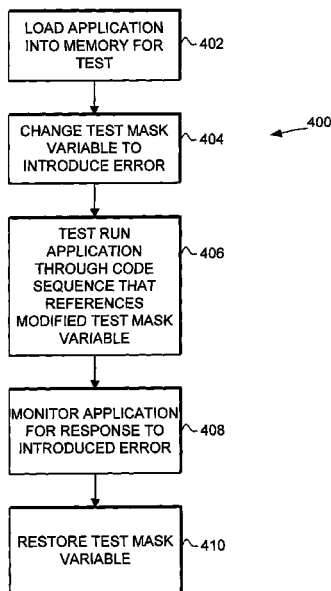 LOAD APPLICATION
INTO MEMORY FOR
TEST
402
400
CHANGE TEST MASK
VARIABLE TO
INTRODUCE ERROR
404
TEST RUN
APPLICATION
THROUGH CODE
SEQUENCE THAT
REFERENCES
MODIFIED TEST MASK
VARIABLE
406
MONITOR APPLICATION
FOR RESPONSE TO
INTRODUCED ERROR
408
RESTORE TEST MASK
VARIABLE
410